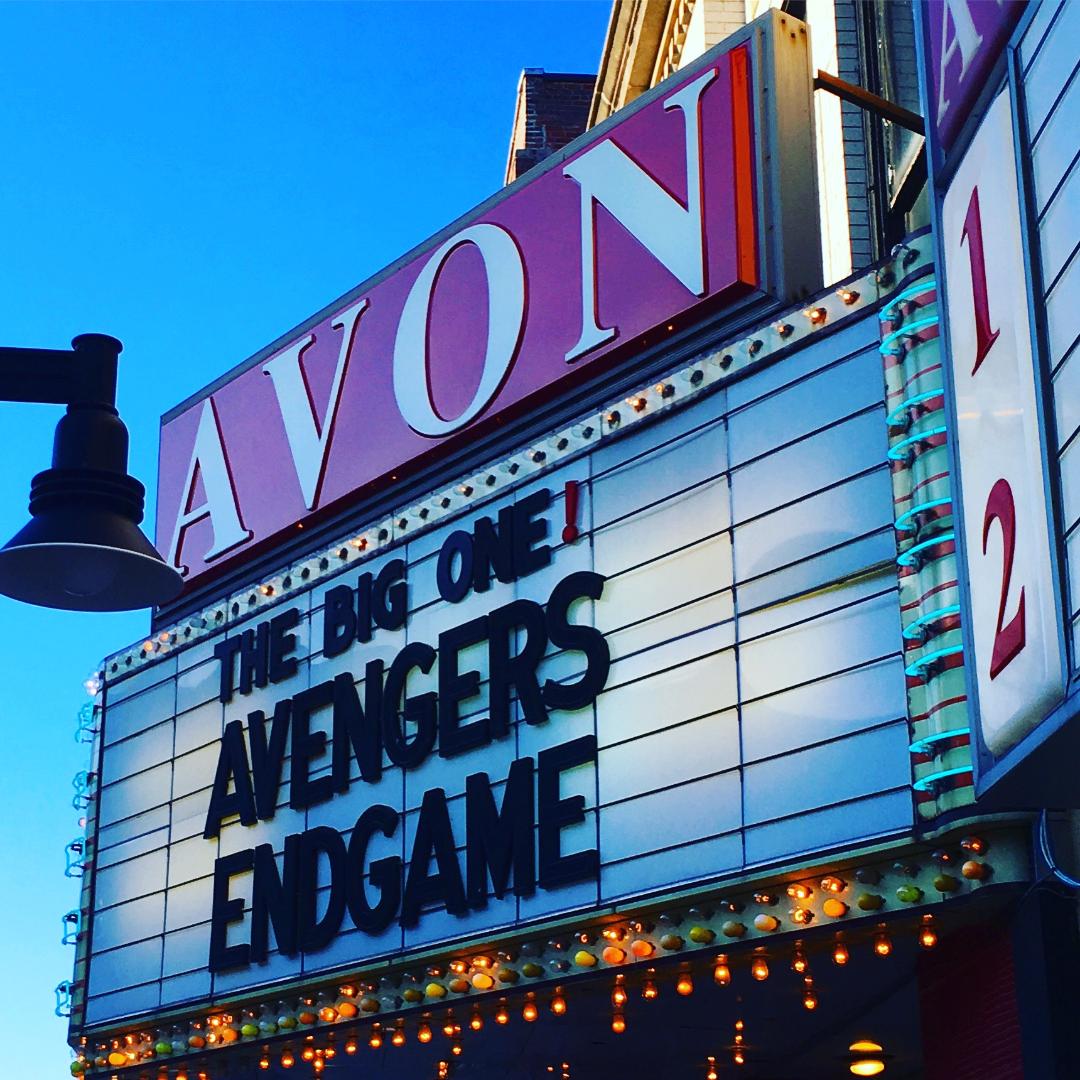 AVON
THE BIG ONE!
AVENGERS
ENDGAME
A
1
2